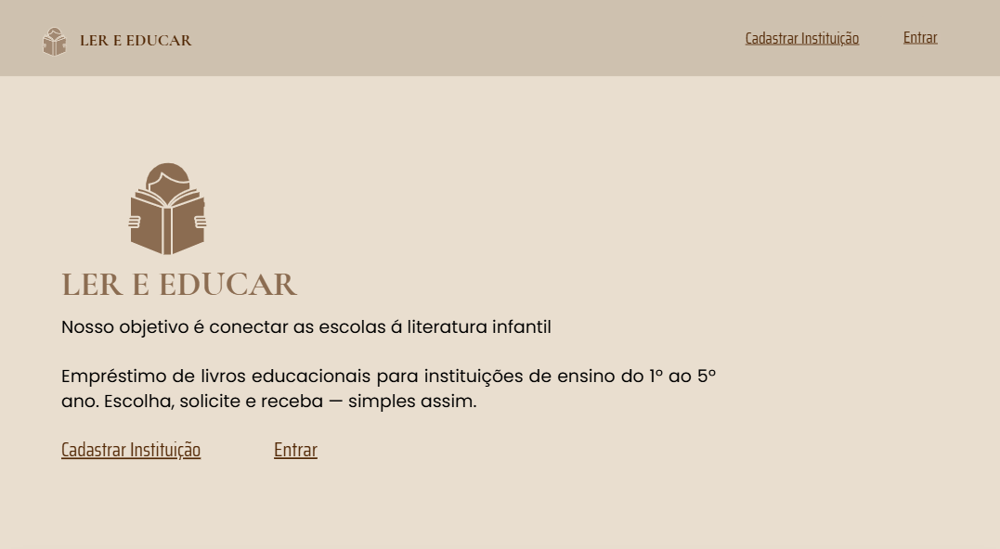 LER E EDUCAR
Cadastrar Instituição
Entrar
LER E EDUCAR
Nosso objetivo é conectar as escolas á literatura infantil
Empréstimo de livros educacionais para instituições de ensino do 1º ao 5º
ano. Escolha, solicite e receba — simples assim.
Cadastrar Instituição
Entrar